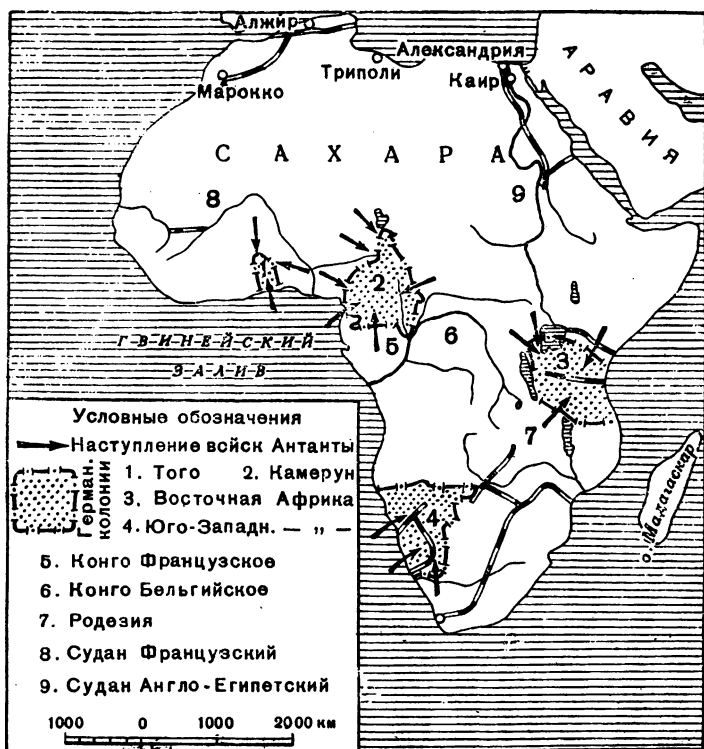 Алжир
Марокко
Триполи
Александрия
Каир
АРАВИЯ
САХАРА
8
9
1
2
5
6
3
7
4
ГВИНЕЙСКИЙ
ЗАЛИВ
о. Мадагаскар
Условные обозначения
Наступление войск Антанты
Герман. колонии
1. Того 2. Камерун
3. Восточная Африка
4. Юго-Западн. — „ —
5. Конго Французское
6. Конго Бельгийское
7. Родезия
8. Судан Французский
9. Судан Англо-Египетский
1000 0 1000 2000 км